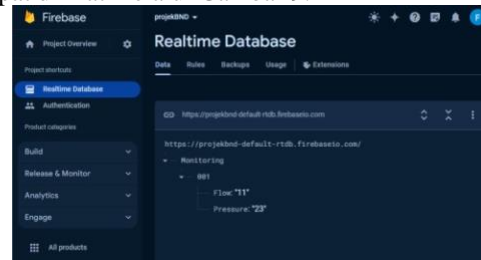 Firebase
projekBND
Project Overview
Realtime Database
Project shortcuts
Data Rules Backups Usage Extensions
Realtime Database
Authentication
https://projekbnd-default-rtdb.firebaseio.com
Product categories
https://projekbnd-default-rtdb.firebaseio.com/
Build
Monitoring
Release & Monitor
001
Analytics
Flow: "11"
Pressure: "23"
Engage
All products